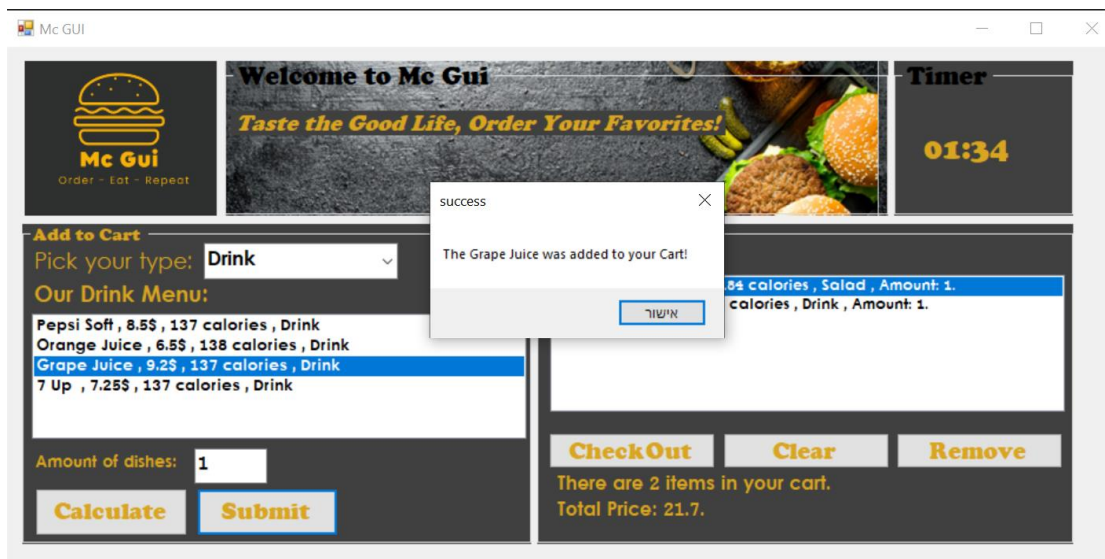 Mc GUI
Mc Gui
Order - Eat - Repeat
Welcome to Mc Gui
Taste the Good Life, Order Your Favorites!
Timer
01:34
success
The Grape Juice was added to your Cart!
אישור
Add to Cart
Pick your type: Drink
Our Drink Menu:
Pepsi Soft , 8.5$ , 137 calories , Drink
Orange Juice , 6.5$ , 138 calories , Drink
Grape Juice , 9.2$ , 137 calories , Drink
7 Up , 7.25$ , 137 calories , Drink
Amount of dishes: 1
Calculate Submit
calories , Salad , Amount: 1.
calories , Drink , Amount: 1.
CheckOut Clear Remove
There are 2 items in your cart.
Total Price: 21.7.